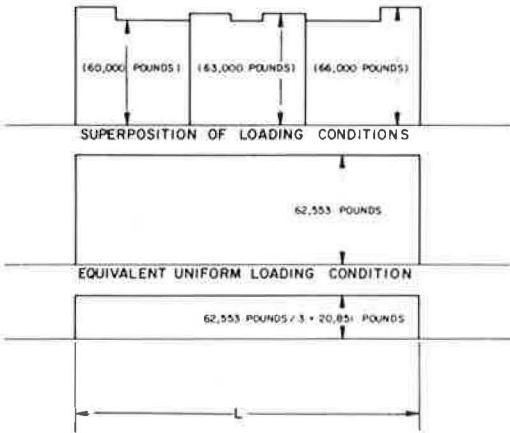 (60,000 POUNDS) (63,000 POUNDS) (66,000 POUNDS)
SUPERPOSITION OF LOADING CONDITIONS
62,553 POUNDS
EQUIVALENT UNIFORM LOADING CONDITION
62,553 POUNDS / 3 = 20,851 POUNDS
L